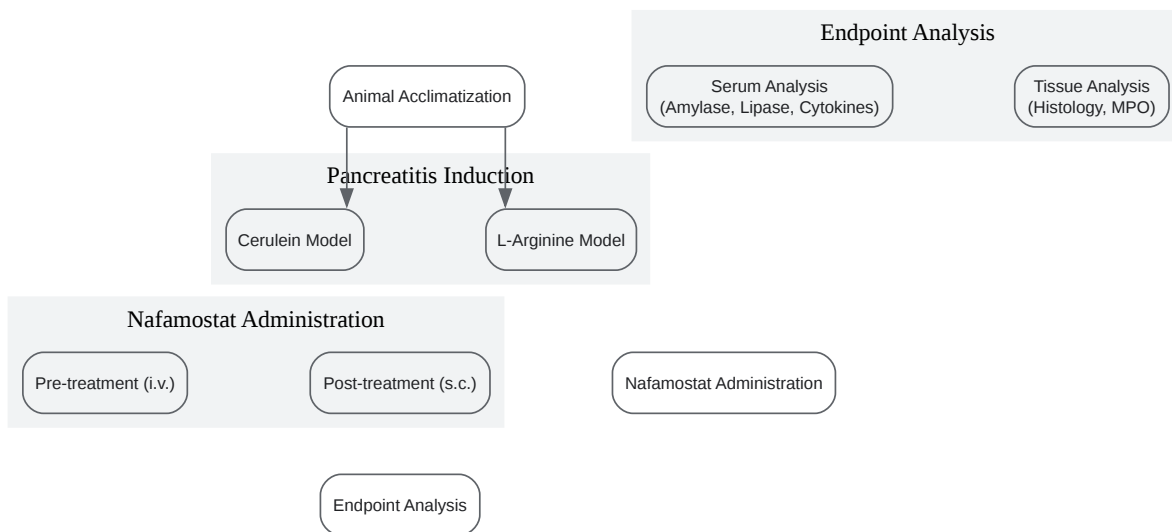 Endpoint Analysis
Serum Analysis
(Amylase, Lipase, Cytokines)
Tissue Analysis
(Histology, MPO)
Animal Acclimatization
Pancreatitis Induction
Cerulein Model
L-Arginine Model
Nafamostat Administration
Pre-treatment (i.v.)
Post-treatment (s.c.)
Nafamostat Administration
Endpoint Analysis